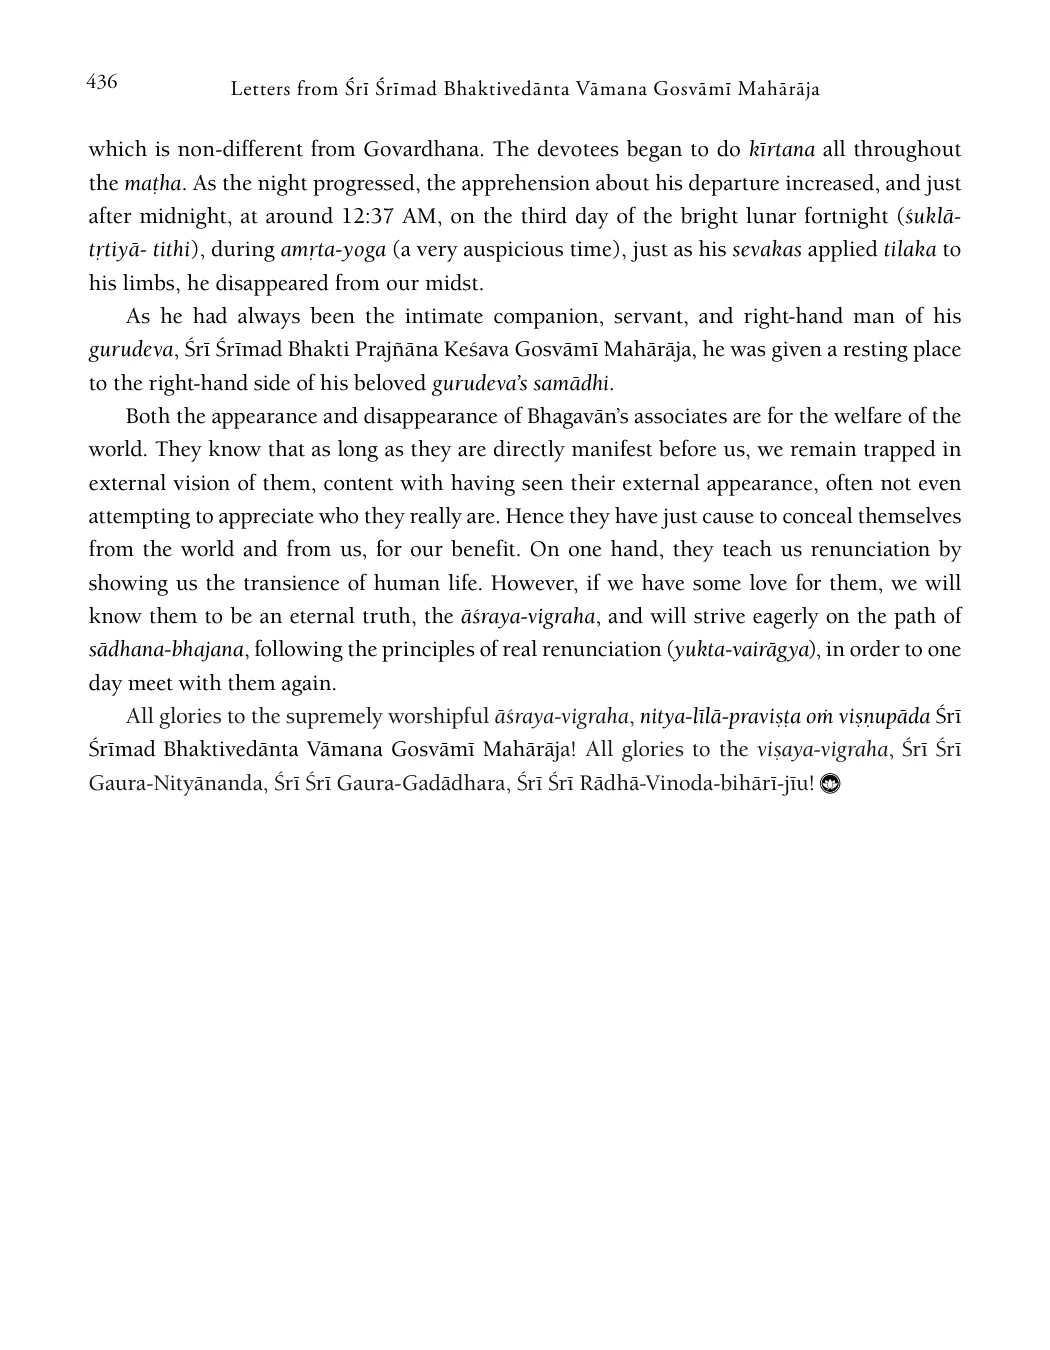 436
Letters from Śrī Śrīmad Bhaktivedānta Vāmana Gosvāmī Mahārāja
which is non-different from Govardhana. The devotees began to do kīrtana all throughout
the maṭha. As the night progressed, the apprehension about his departure increased, and just
after midnight, at around 12:37 AM, on the third day of the bright lunar fortnight (śuklā-
tṛtiyā- tithi), during amṛta-yoga (a very auspicious time), just as his sevakas applied tilaka to
his limbs, he disappeared from our midst.
As he had always been the intimate companion, servant, and right-hand man of his
gurudeva, Śrī Śrīmad Bhakti Prajñāna Keśava Gosvāmī Mahārāja, he was given a resting place
to the right-hand side of his beloved gurudeva’s samādhi.
Both the appearance and disappearance of Bhagavān’s associates are for the welfare of the
world. They know that as long as they are directly manifest before us, we remain trapped in
external vision of them, content with having seen their external appearance, often not even
attempting to appreciate who they really are. Hence they have just cause to conceal themselves
from the world and from us, for our benefit. On one hand, they teach us renunciation by
showing us the transience of human life. However, if we have some love for them, we will
know them to be an eternal truth, the āśraya-vigraha, and will strive eagerly on the path of
sādhana-bhajana, following the principles of real renunciation (yukta-vairāgya), in order to one
day meet with them again.
All glories to the supremely worshipful āśraya-vigraha, nitya-līlā-praviṣṭa oṁ viṣṇupāda Śrī
Śrīmad Bhaktivedānta Vāmana Gosvāmī Mahārāja! All glories to the viṣaya-vigraha, Śrī Śrī
Gaura-Nityānanda, Śrī Śrī Gaura-Gadādhara, Śrī Śrī Rādhā-Vinoda-bihārī-jīu!